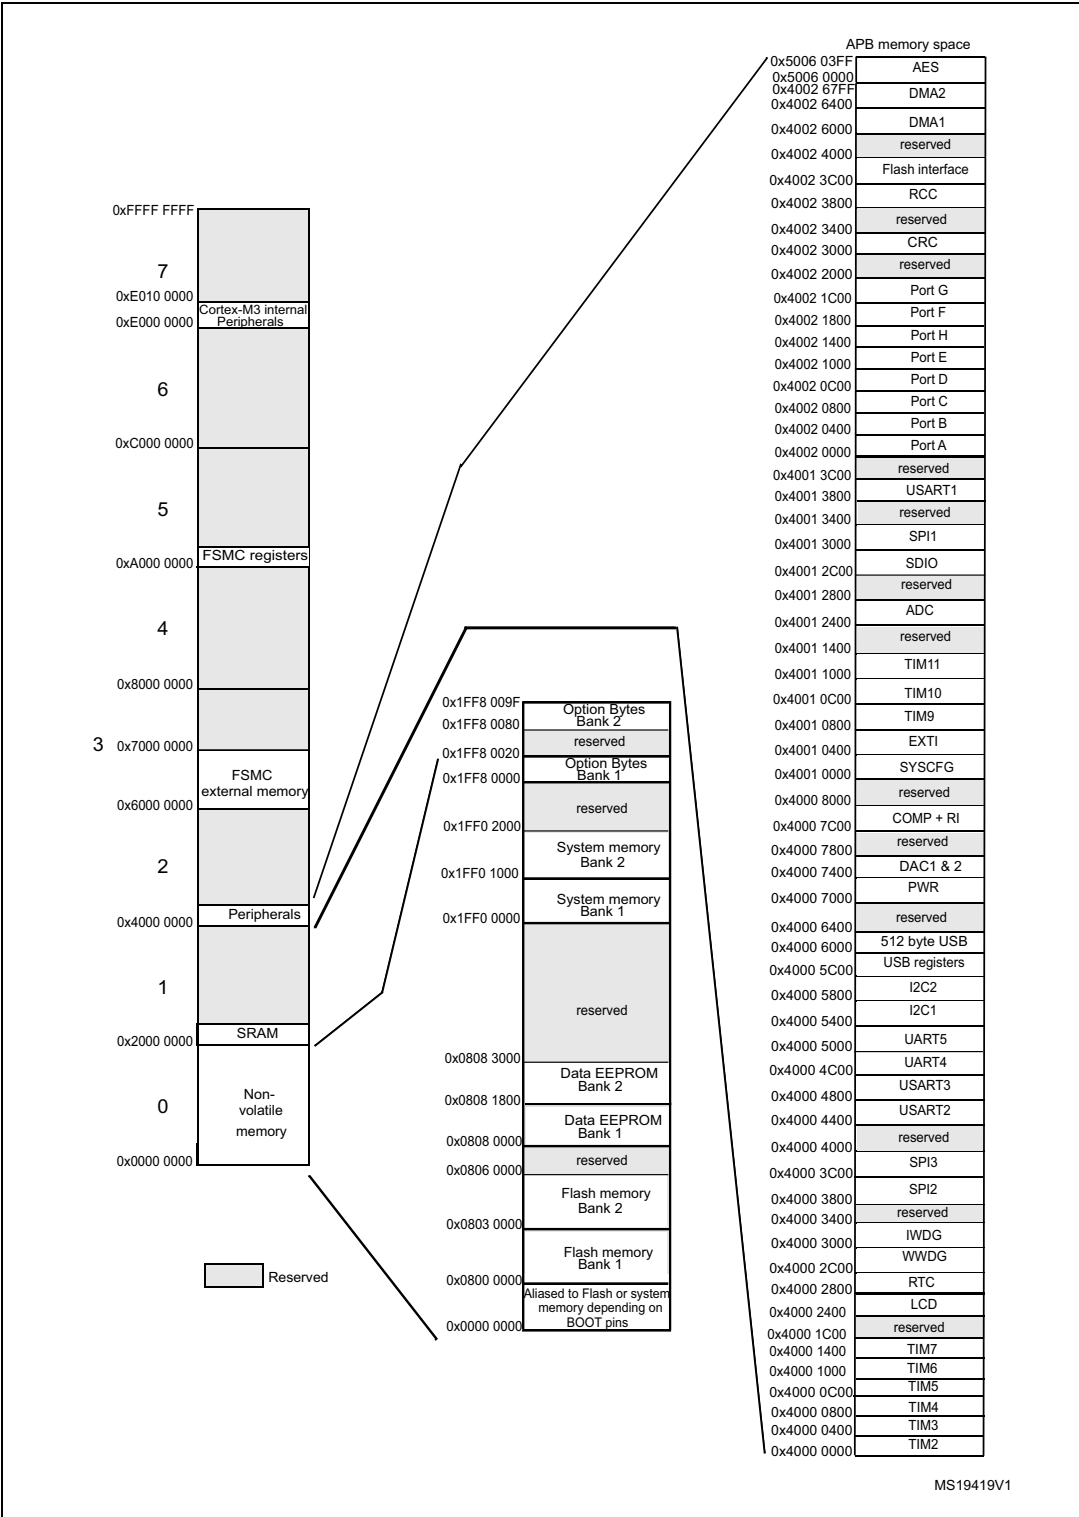 APB memory space
0x5006 03FF
AES
0x5006 0000
0x4002 67FF
DMA2
0x4002 6400
DMA1
0x4002 6000
reserved
0x4002 4000
Flash interface
0x4002 3C00
RCC
0x4002 3800
reserved
0x4002 3400
CRC
0x4002 3000
reserved
0x4002 2000
Port G
0x4002 1C00
Port F
0x4002 1800
Port H
0x4002 1400
Port E
0x4002 1000
Port D
0x4002 0C00
Port C
0x4002 0800
Port B
0x4002 0400
Port A
0x4002 0000
reserved
0x4001 3C00
USART1
0x4001 3800
reserved
0x4001 3400
SPI1
0x4001 3000
SDIO
0x4001 2C00
reserved
0x4001 2800
ADC
0x4001 2400
reserved
0x4001 1400
TIM11
0x4001 1000
TIM10
0x4001 0C00
TIM9
0x4001 0800
EXTI
0x4001 0400
SYSCFG
0x4001 0000
reserved
0x4000 8000
COMP + RI
0x4000 7C00
reserved
0x4000 7800
DAC1 & 2
0x4000 7400
PWR
0x4000 7000
reserved
0x4000 6400
512 byte USB
0x4000 6000
USB registers
0x4000 5C00
I2C2
0x4000 5800
I2C1
0x4000 5400
UART5
0x4000 5000
UART4
0x4000 4C00
USART3
0x4000 4800
USART2
0x4000 4400
reserved
0x4000 4000
SPI3
0x4000 3C00
SPI2
0x4000 3800
reserved
0x4000 3400
IWDG
0x4000 3000
WWDG
0x4000 2C00
RTC
0x4000 2800
LCD
0x4000 2400
reserved
0x4000 1C00
TIM7
0x4000 1400
TIM6
0x4000 1000
TIM5
0x4000 0C00
TIM4
0x4000 0800
TIM3
0x4000 0400
TIM2
0x4000 0000
0xFFFF FFFF
7
0xE010 0000
Cortex-M3 internal
Peripherals
0xE000 0000
6
0xC000 0000
5
FSMC registers
0xA000 0000
4
0x8000 0000
3
0x7000 0000
FSMC
external memory
0x6000 0000
2
Peripherals
0x4000 0000
1
SRAM
0x2000 0000
0
Non-
volatile
memory
0x0000 0000
Reserved
0x1FF8 009F
Option Bytes
Bank 2
0x1FF8 0080
reserved
0x1FF8 0020
Option Bytes
Bank 1
0x1FF8 0000
reserved
0x1FF0 2000
System memory
Bank 2
0x1FF0 1000
System memory
Bank 1
0x1FF0 0000
reserved
0x0808 3000
Data EEPROM
Bank 2
0x0808 1800
Data EEPROM
Bank 1
0x0808 0000
reserved
0x0806 0000
Flash memory
Bank 2
0x0803 0000
Flash memory
Bank 1
0x0800 0000
Aliased to Flash or system
memory depending on
BOOT pins
0x0000 0000
MS19419V1